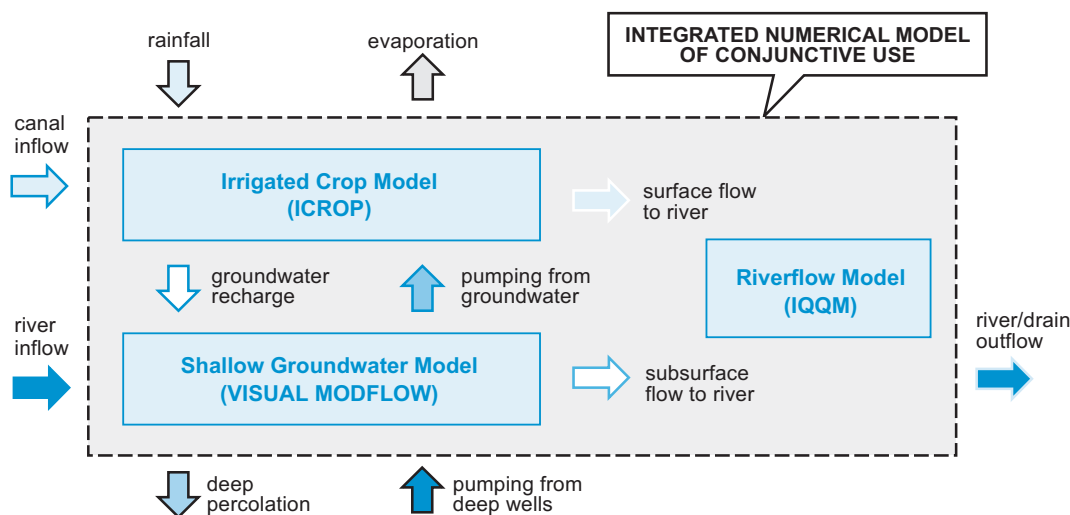 rainfall
evaporation
INTEGRATED NUMERICAL MODEL
OF CONJUNCTIVE USE
canal
inflow
Irrigated Crop Model
(ICROP)
surface flow
to river
groundwater
recharge
pumping from
groundwater
Riverflow Model
(IQQM)
river
inflow
Shallow Groundwater Model
(VISUAL MODFLOW)
subsurface
flow to river
river/drain
outflow
deep
percolation
pumping from
deep wells